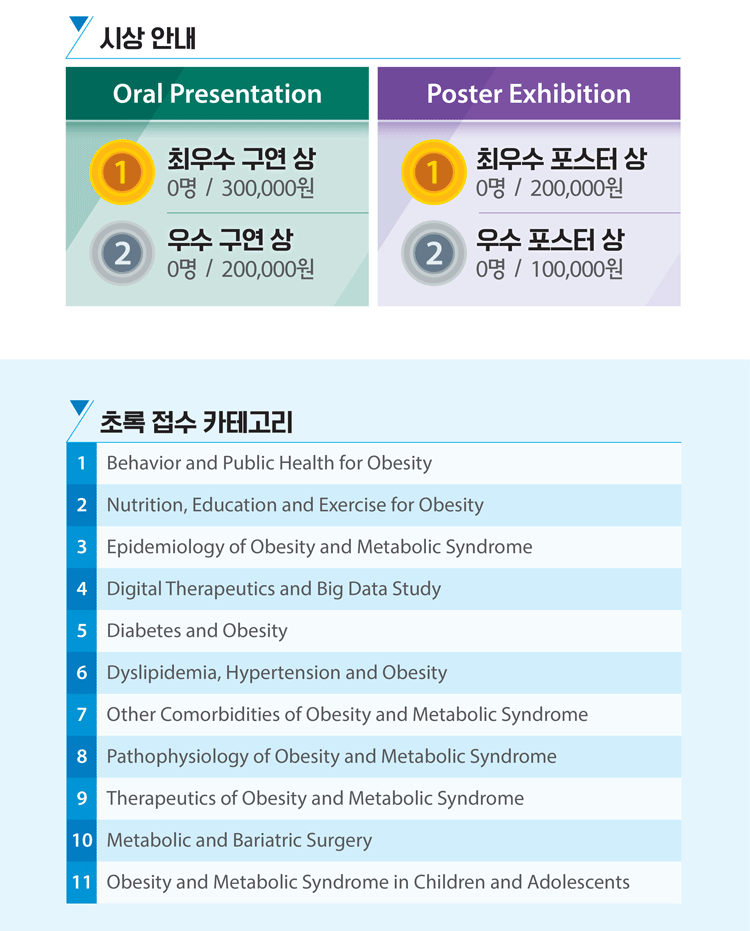 시상 안내
Oral Presentation
1
최우수 구연 상
0명 / 300,000원
2
우수 구연 상
0명 / 200,000원
Poster Exhibition
1
최우수 포스터 상
0명 / 200,000원
2
우수 포스터 상
0명 / 100,000원
초록 접수 카테고리
1 Behavior and Public Health for Obesity
2 Nutrition, Education and Exercise for Obesity
3 Epidemiology of Obesity and Metabolic Syndrome
4 Digital Therapeutics and Big Data Study
5 Diabetes and Obesity
6 Dyslipidemia, Hypertension and Obesity
7 Other Comorbidities of Obesity and Metabolic Syndrome
8 Pathophysiology of Obesity and Metabolic Syndrome
9 Therapeutics of Obesity and Metabolic Syndrome
10 Metabolic and Bariatric Surgery
11 Obesity and Metabolic Syndrome in Children and Adolescents